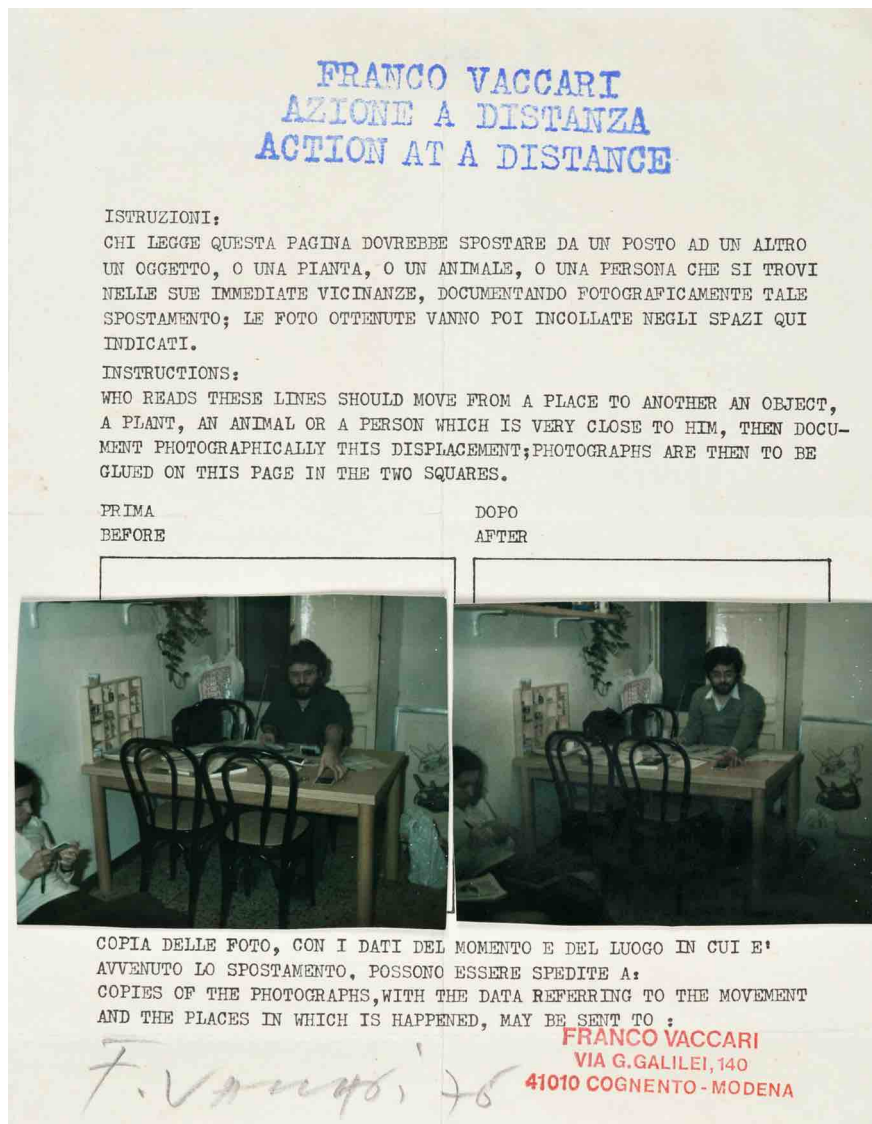 FRANCO VACCARI
AZIONE A DISTANZA
ACTION AT A DISTANCE
ISTRUZIONI:
CHI LEGGE QUESTA PAGINA DOVREBBE SPOSTARE DA UN POSTO AD UN ALTRO
UN OGGETTO, O UNA PIANTA, O UN ANIMALE, O UNA PERSONA CHE SI TROVI
NELLE SUE IMMEDIATE VICINANZE, DOCUMENTANDO FOTOGRAFICAMENTE TALE
SPOSTAMENTO; LE FOTO OTTENUTE VANNO POI INCOLLATE NEGLI SPAZI QUI
INDICATI.
INSTRUCTIONS:
WHO READS THESE LINES SHOULD MOVE FROM A PLACE TO ANOTHER AN OBJECT,
A PLANT, AN ANIMAL OR A PERSON WHICH IS VERY CLOSE TO HIM, THEN DOCU-
MENT PHOTOGRAPHICALLY THIS DISPLACEMENT;PHOTOGRAPHS ARE THEN TO BE
GLUED ON THIS PAGE IN THE TWO SQUARES.
PRIMA
BEFORE
DOPO
AFTER
COPIA DELLE FOTO, CON I DATI DEL MOMENTO E DEL LUOGO IN CUI E'
AVVENUTO LO SPOSTAMENTO, POSSONO ESSERE SPEDITE A:
COPIES OF THE PHOTOGRAPHS,WITH THE DATA REFERRING TO THE MOVEMENT
AND THE PLACES IN WHICH IS HAPPENED, MAY BE SENT TO :
FRANCO VACCARI
VIA G.GALILEI,140
41010 COGNENTO-MODENA
F. Vaccari 76